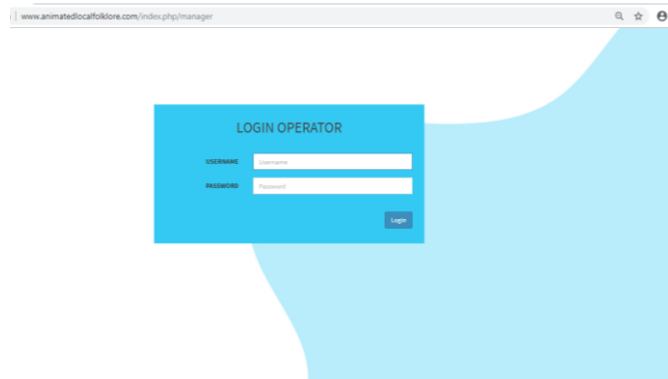 www.animatedlocalfolklore.com/index.php/manager
LOGIN OPERATOR
USERNAME Username
PASSWORD Password
Login